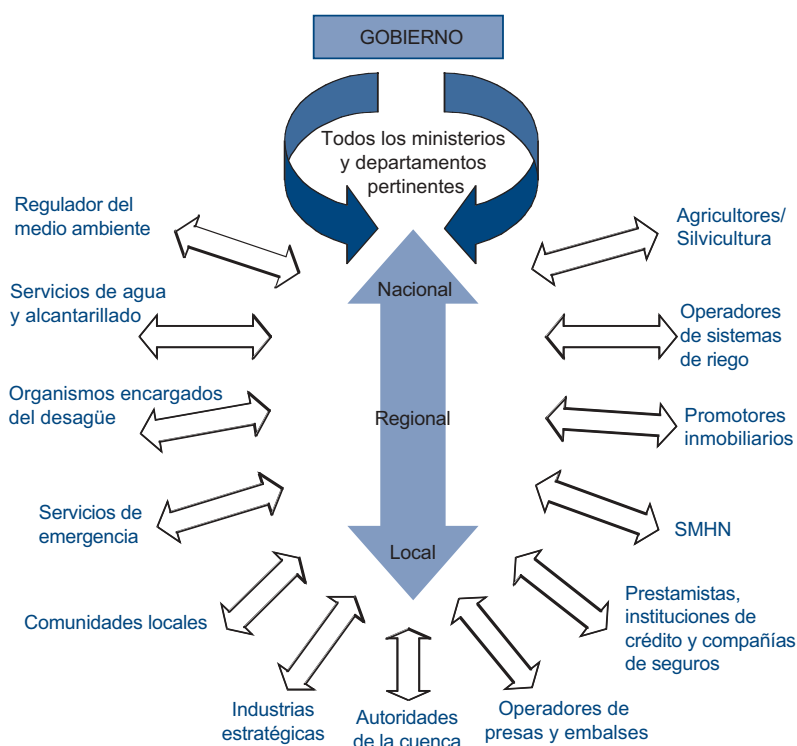 GOBIERNO
Todos los ministerios
y departamentos
pertinentes
Regulador del
medio ambiente
Agricultores/
Silvicultura
Nacional
Servicios de agua
y alcantarillado
Operadores
de sistemas
de riego
Organismos encargados
del desagüe
Regional
Promotores
inmobiliarios
Servicios de
emergencia
SMHN
Local
Comunidades locales
Prestamistas,
instituciones de
crédito y compañías
de seguros
Industrias
estratégicas
Autoridades
de la cuenca
Operadores de
presas y embalses